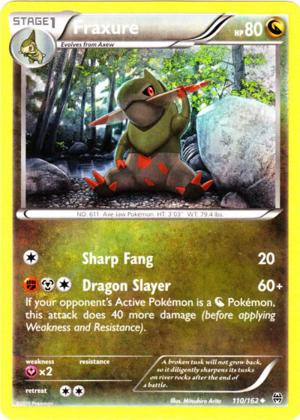 STAGE1
Fraxure
HP 80
Evolves from Axew
NO. 611 Axe Jaw Pokémon HT: 3'03" WT: 79.4 lbs.
Sharp Fang 20
Dragon Slayer 60+
If your opponent's Active Pokémon is a Pokémon,
this attack does 40 more damage (before applying
Weakness and Resistance).
weakness
resistance
×2
retreat
A broken tusk will not grow back,
so it diligently sharpens its tusks
on river rocks after the end of
a battle.
Illus. Mitsuhiro Arita
110/162